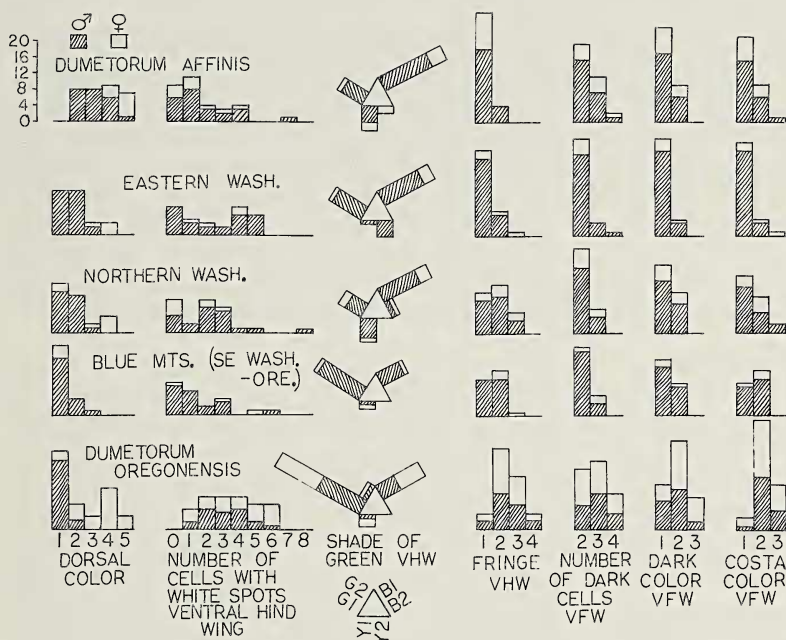 ♂ ♀
20
16
12
8
4
0
DUMETORUM AFFINIS
EASTERN WASH.
NORTHERN WASH.
BLUE MTS. (SE WASH.
-ORE.)
DUMETORUM
OREGONENSIS
1 2 3 4 5
DORSAL
COLOR
0 1 2 3 4 5 6 7 8
NUMBER OF
CELLS WITH
WHITE SPOTS
VENTRAL HIND
WING
SHADE OF
GREEN VHW
G2 B1
G1 B2
Y1 Y2
1 2 3 4
FRINGE
VHW
2 3 4
NUMBER
OF DARK
CELLS
VFW
1 2 3
DARK
COLOR
VFW
1 2 3
COSTA
COLOR
VFW